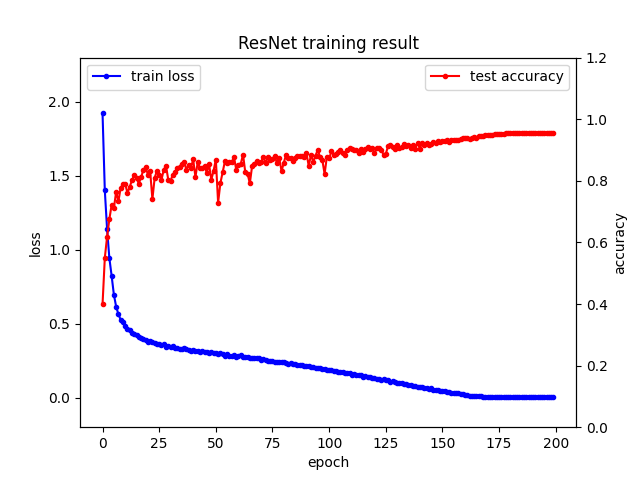 ResNet training result
train loss
test accuracy
2.0
1.5
1.0
0.5
0.0
loss
1.2
1.0
0.8
0.6
0.4
0.2
0.0
accuracy
0 25 50 75 100 125 150 175 200
epoch